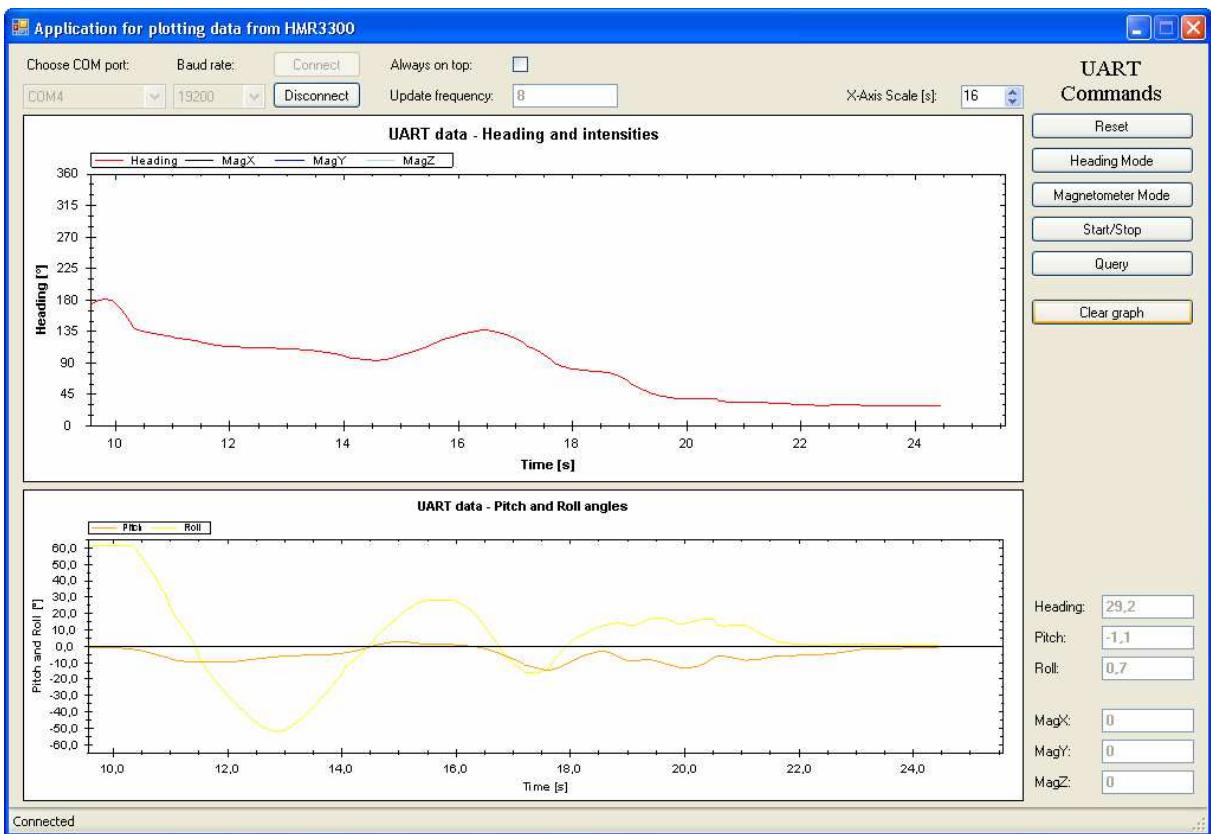 Application for plotting data from HMR3300
Choose COM port: Baud rate: Connect Always on top:
COM4 19200 Disconnect Update frequency: 8 X-Axis Scale [s]: 16
UART
Commands
Reset
Heading Mode
Magnetometer Mode
Start/Stop
Query
Clear graph
UART data - Heading and intensities
Heading MagX MagY MagZ
360
315
270
225
180
135
90
45
0
Heading [°]
10 12 14 16 18 20 22 24
Time [s]
UART data - Pitch and Roll angles
Pitch Roll
60,0
50,0
40,0
30,0
20,0
10,0
0,0
-10,0
-20,0
-30,0
-40,0
-50,0
-60,0
Pitch and Roll [°]
10,0 12,0 14,0 16,0 18,0 20,0 22,0 24,0
Time [s]
Heading: 29,2
Pitch: -1,1
Roll: 0,7
MagX: 0
MagY: 0
MagZ: 0
Connected